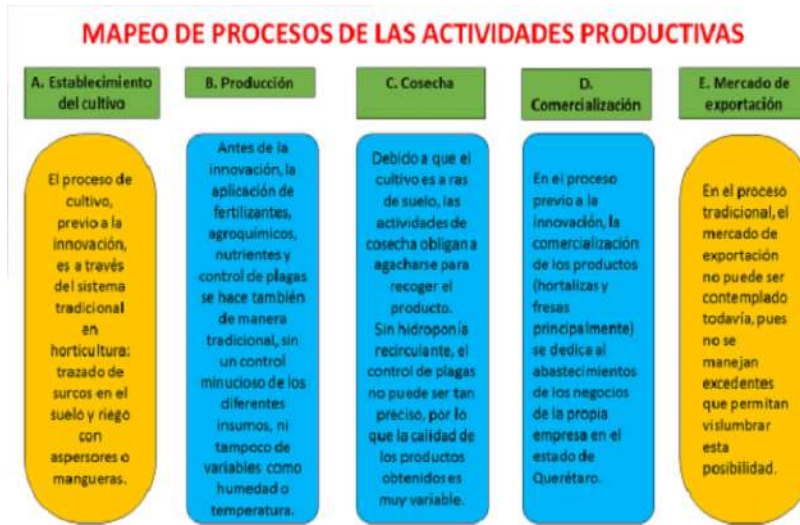 MAPEO DE PROCESOS DE LAS ACTIVIDADES PRODUCTIVAS
A. Establecimiento
del cultivo
El proceso de
cultivo,
previo a la
innovación,
es a través
del sistema
tradicional
en
horticultura:
trazado de
surcos en el
suelo y riego
con
aspersores o
mangueras.
B. Producción
Antes de la
innovación, la
aplicación de
fertilizantes,
agroquímicos,
nutrientes y
control de plagas
se hace también
de manera
tradicional, sin
un control
minucioso de los
diferentes
insumos, ni
tampoco de
variables como
humedad o
temperatura.
C. Cosecha
Debido a que el
cultivo es a ras
de suelo, las
actividades de
cosecha obligan a
agacharse para
recoger el
producto.
Sin hidroponía
recirculante, el
control de plagas
no puede ser tan
preciso, por lo
que la calidad de
los productos
obtenidos es
muy variable.
D.
Comercialización
En el proceso
previo a la
innovación, la
comercialización
de los productos
(hortalizas y
fresas
principalmente)
se dedica al
abastecimientos
de los negocios
de la propia
empresa en el
estado de
Querétaro.
E. Mercado de
exportación
En el proceso
tradicional, el
mercado de
exportación
no puede ser
contemplado
todavía, pues
no se
manejan
excedentes
que permitan
vislumbrar
esta
posibilidad.